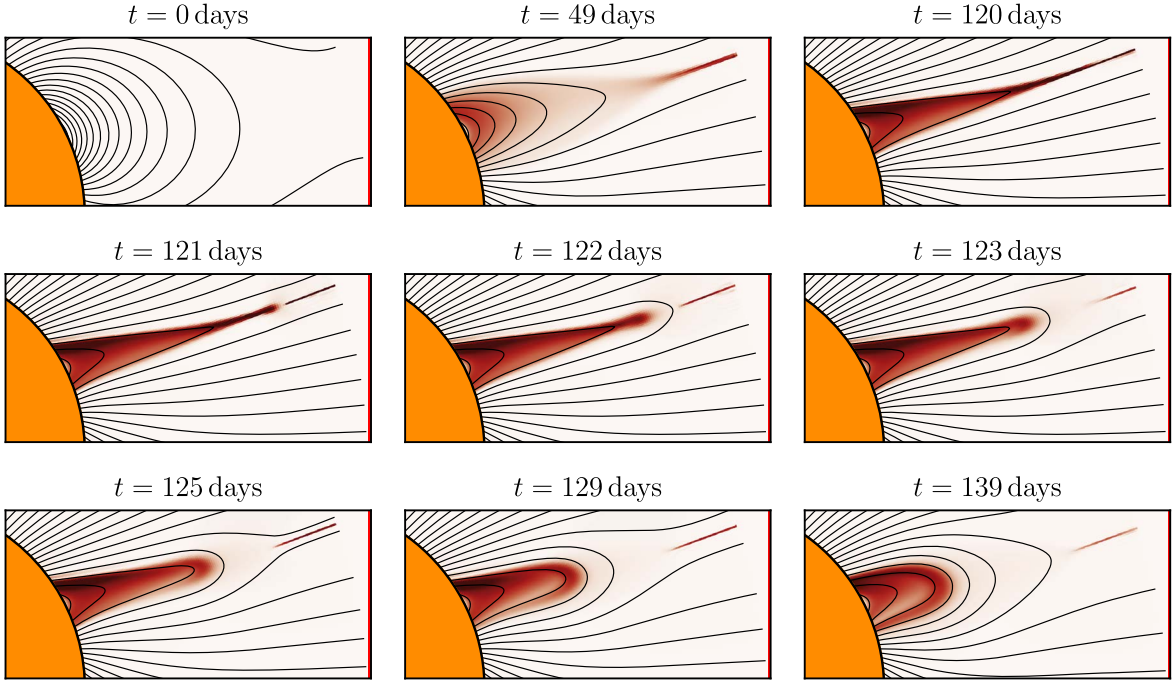 t = 0 days
t = 49 days
t = 120 days
t = 121 days
t = 122 days
t = 123 days
t = 125 days
t = 129 days
t = 139 days